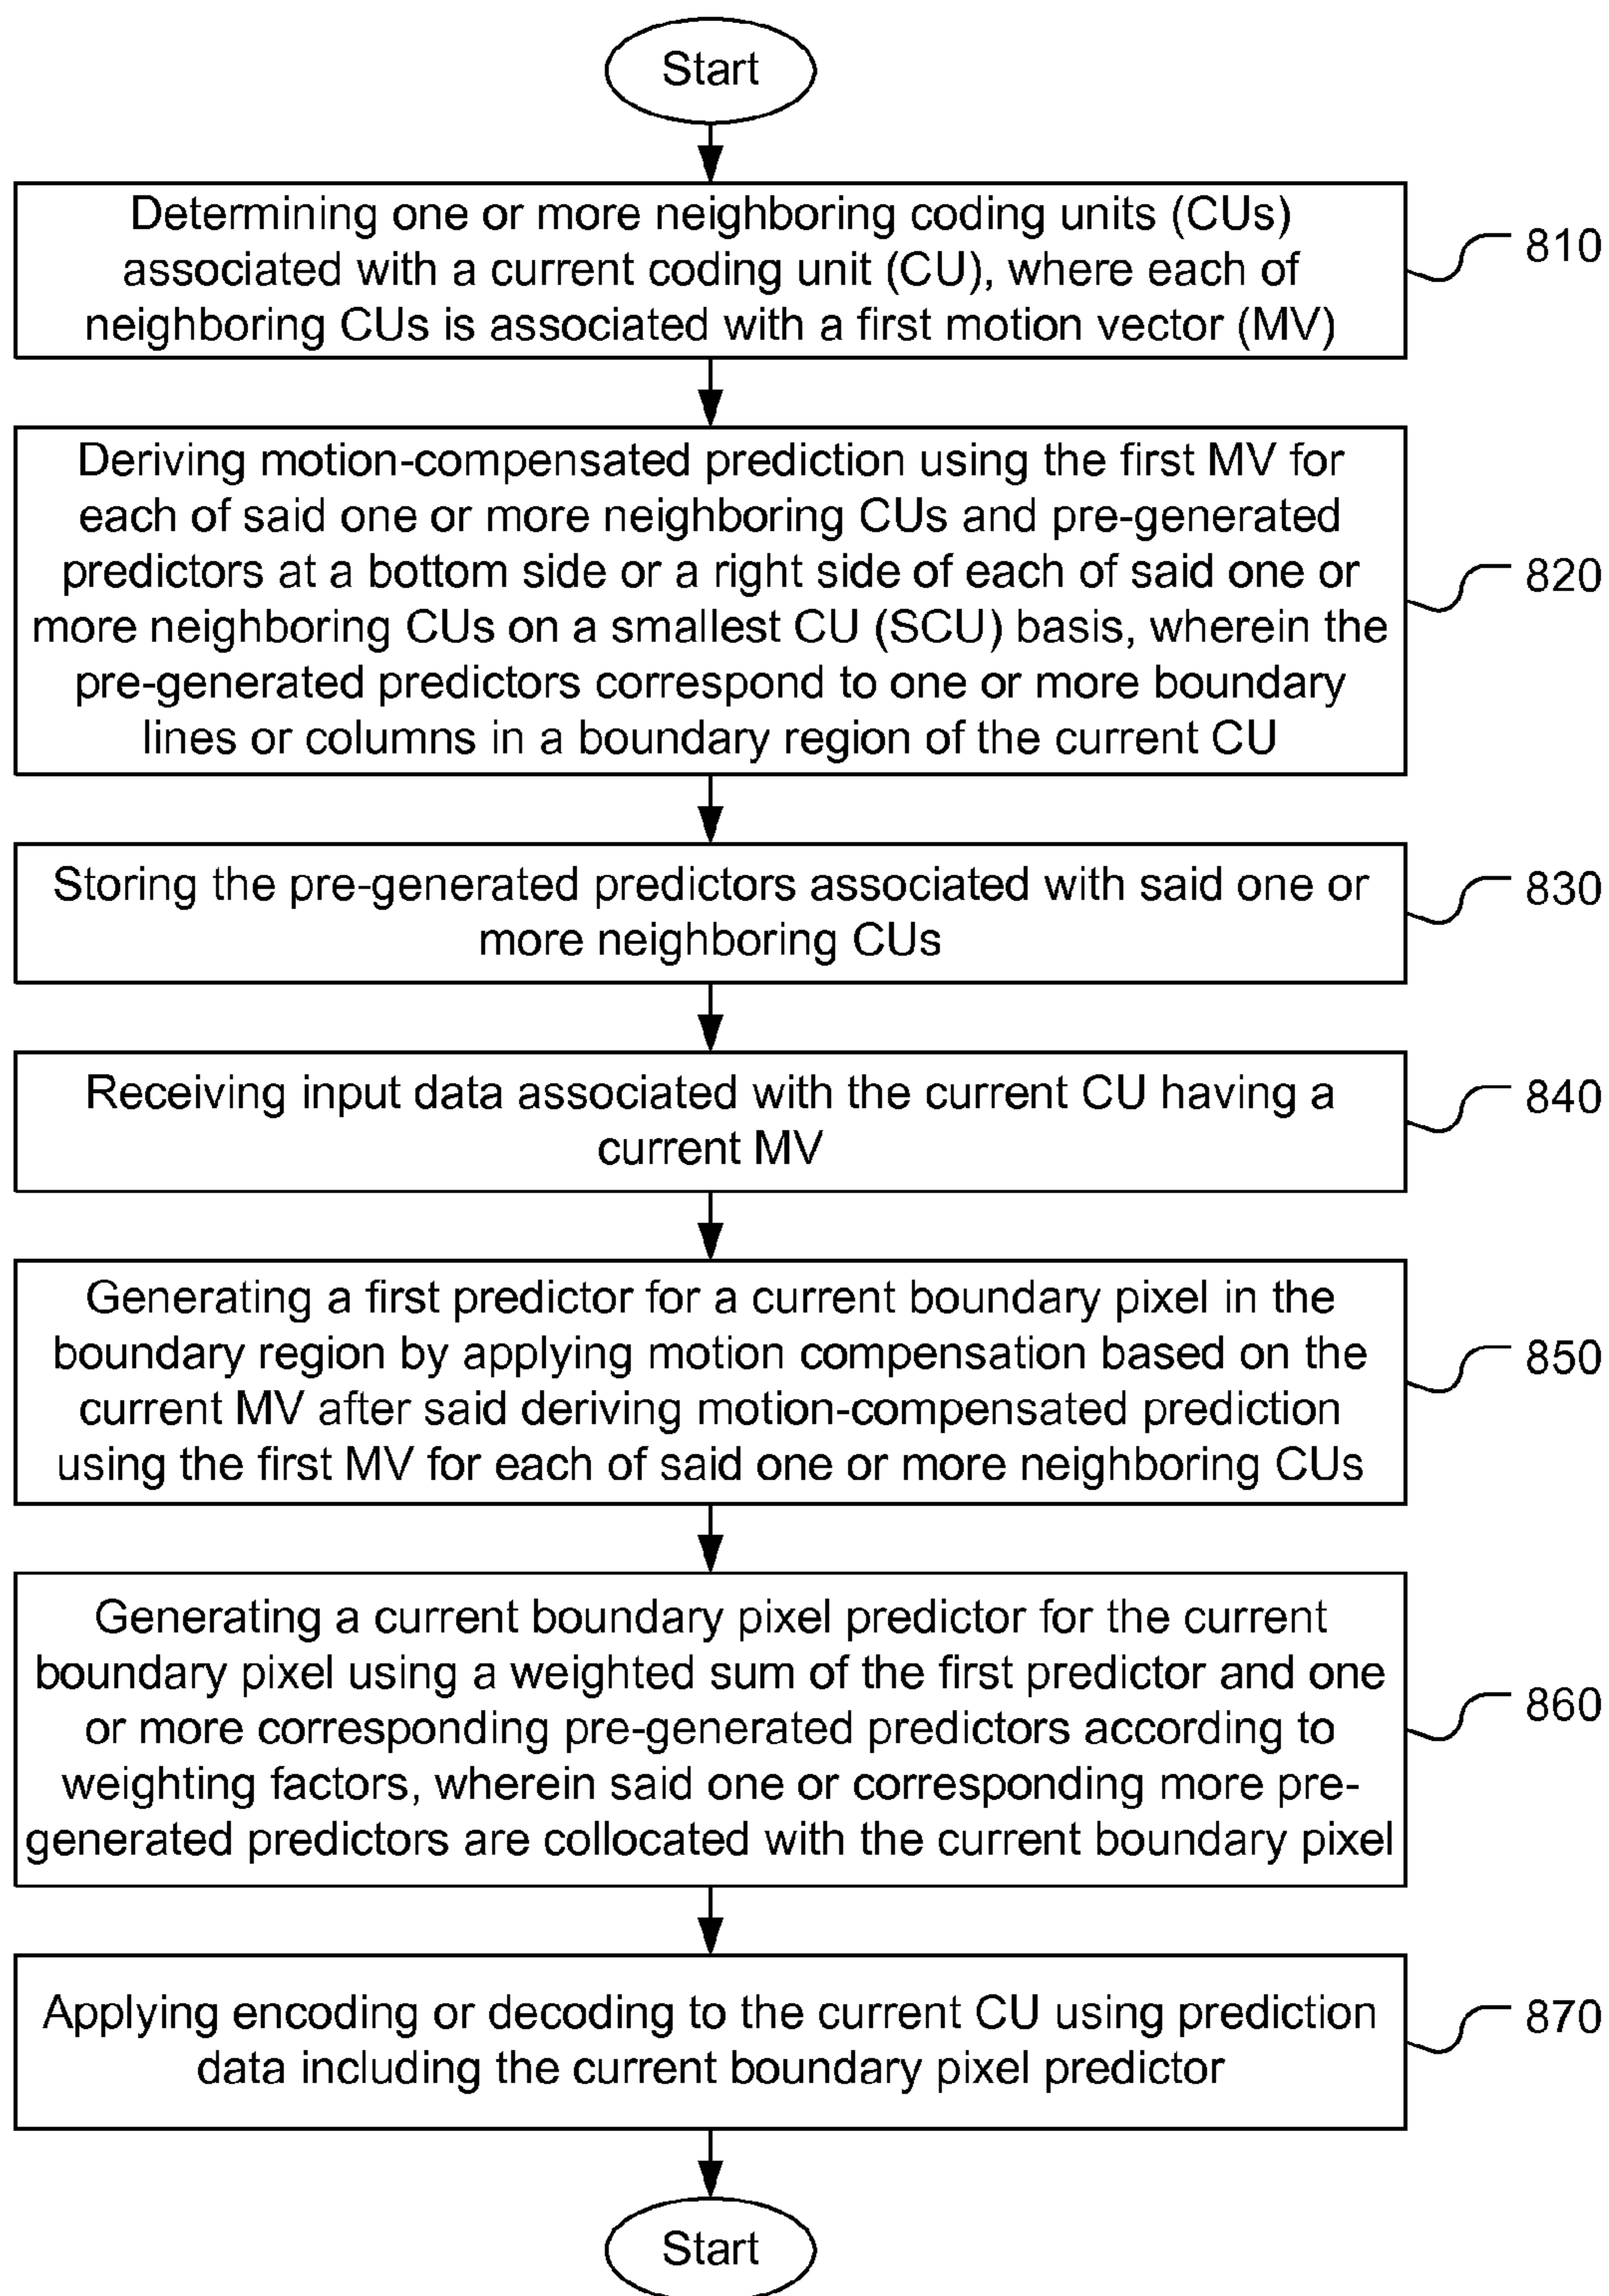 Start
Determining one or more neighboring coding units (CUs)
associated with a current coding unit (CU), where each of
neighboring CUs is associated with a first motion vector (MV)
810
Deriving motion-compensated prediction using the first MV for
each of said one or more neighboring CUs and pre-generated
predictors at a bottom side or a right side of each of said one or
more neighboring CUs on a smallest CU (SCU) basis, wherein the
pre-generated predictors correspond to one or more boundary
lines or columns in a boundary region of the current CU
820
Storing the pre-generated predictors associated with said one or
more neighboring CUs
830
Receiving input data associated with the current CU having a
current MV
840
Generating a first predictor for a current boundary pixel in the
boundary region by applying motion compensation based on the
current MV after said deriving motion-compensated prediction
using the first MV for each of said one or more neighboring CUs
850
Generating a current boundary pixel predictor for the current
boundary pixel using a weighted sum of the first predictor and one
or more corresponding pre-generated predictors according to
weighting factors, wherein said one or corresponding more pre-
generated predictors are collocated with the current boundary pixel
860
Applying encoding or decoding to the current CU using prediction
data including the current boundary pixel predictor
870
Start